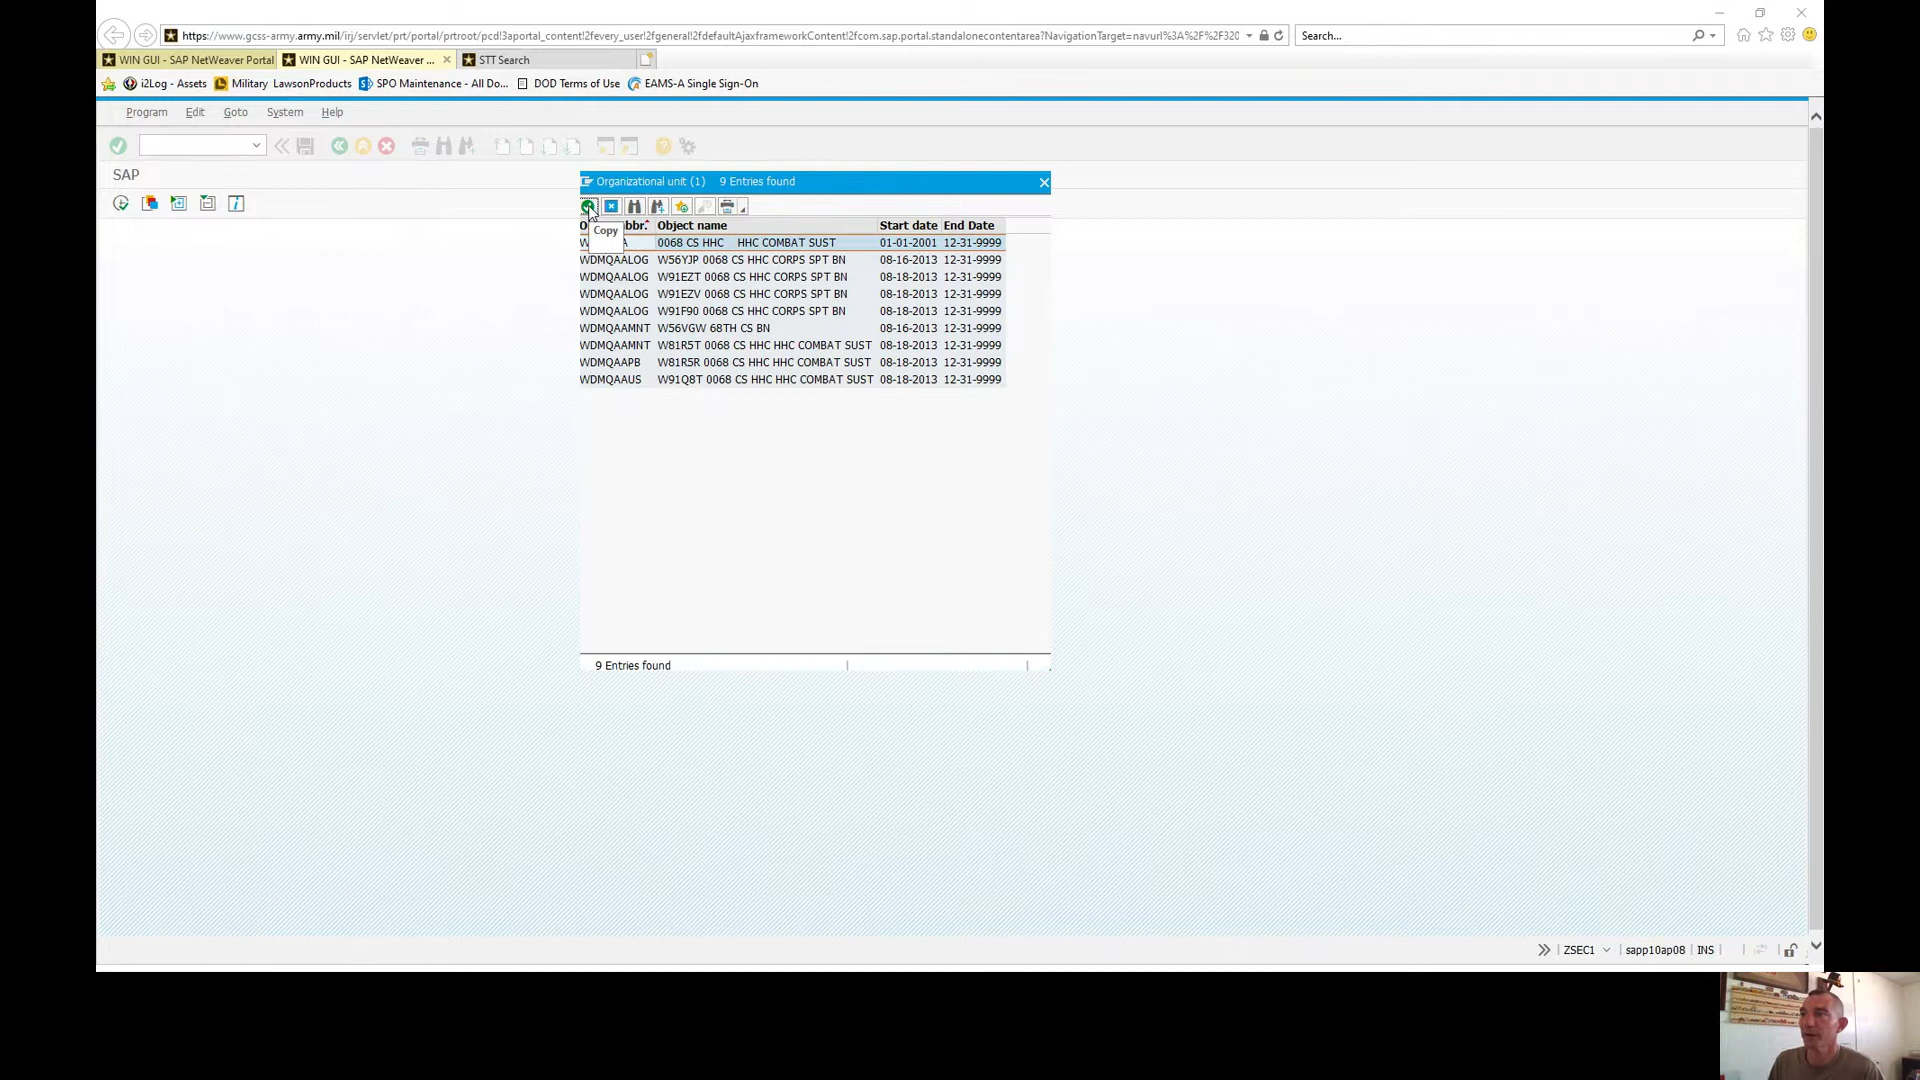 https://www.gcss-army.army.mil/irj/servlet/prt/portal/prtroot/pcd!3aportal_content!2fevery_user!2fgeneral!2fdefaultAjaxframeworkContent!2fcom.sap.portal.standalonecontentarea?NavigationTarget=navurl%3A%2F%2F320 Search...
WIN GUI - SAP NetWeaver Portal WIN GUI - SAP NetWeaver ... STT Search
i2Log - Assets Military LawsonProducts SPO Maintenance - All Do... DOD Terms of Use EAMS-A Single Sign-On
Program Edit Goto System Help
SAP
Organizational unit (1) 9 Entries found
bbr. Object name Start date End Date
Copy
0068 CS HHC HHC COMBAT SUST 01-01-2001 12-31-9999
WDMQAALOG W56YJP 0068 CS HHC CORPS SPT BN 08-16-2013 12-31-9999
WDMQAALOG W91EZT 0068 CS HHC CORPS SPT BN 08-18-2013 12-31-9999
WDMQAALOG W91EZV 0068 CS HHC CORPS SPT BN 08-18-2013 12-31-9999
WDMQAALOG W91F90 0068 CS HHC CORPS SPT BN 08-18-2013 12-31-9999
WDMQAAMNT W56VGW 68TH CS BN 08-16-2013 12-31-9999
WDMQAAMNT W81R5T 0068 CS HHC HHC COMBAT SUST 08-18-2013 12-31-9999
WDMQAAPB W81R5R 0068 CS HHC HHC COMBAT SUST 08-18-2013 12-31-9999
WDMQAAUS W91Q8T 0068 CS HHC HHC COMBAT SUST 08-18-2013 12-31-9999
9 Entries found
ZSEC1 sapp10ap08 INS